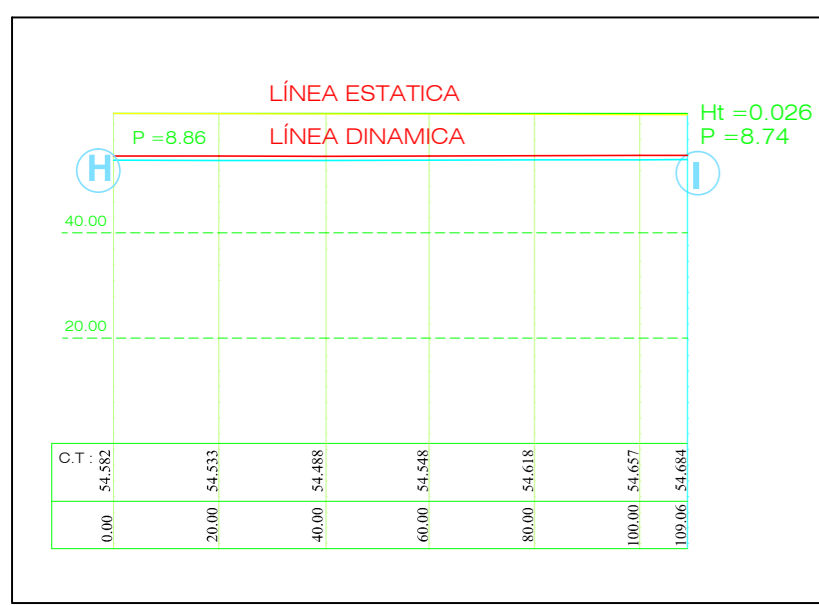 LÍNEA ESTATICA
Ht =0.026
P =8.86
LÍNEA DINAMICA
P =8.74
H
I
40.00
20.00
C.T : 54.582 54.533 54.488 54.548 54.618 54.657 54.684
0.00 20.00 40.00 60.00 80.00 100.00 109.06